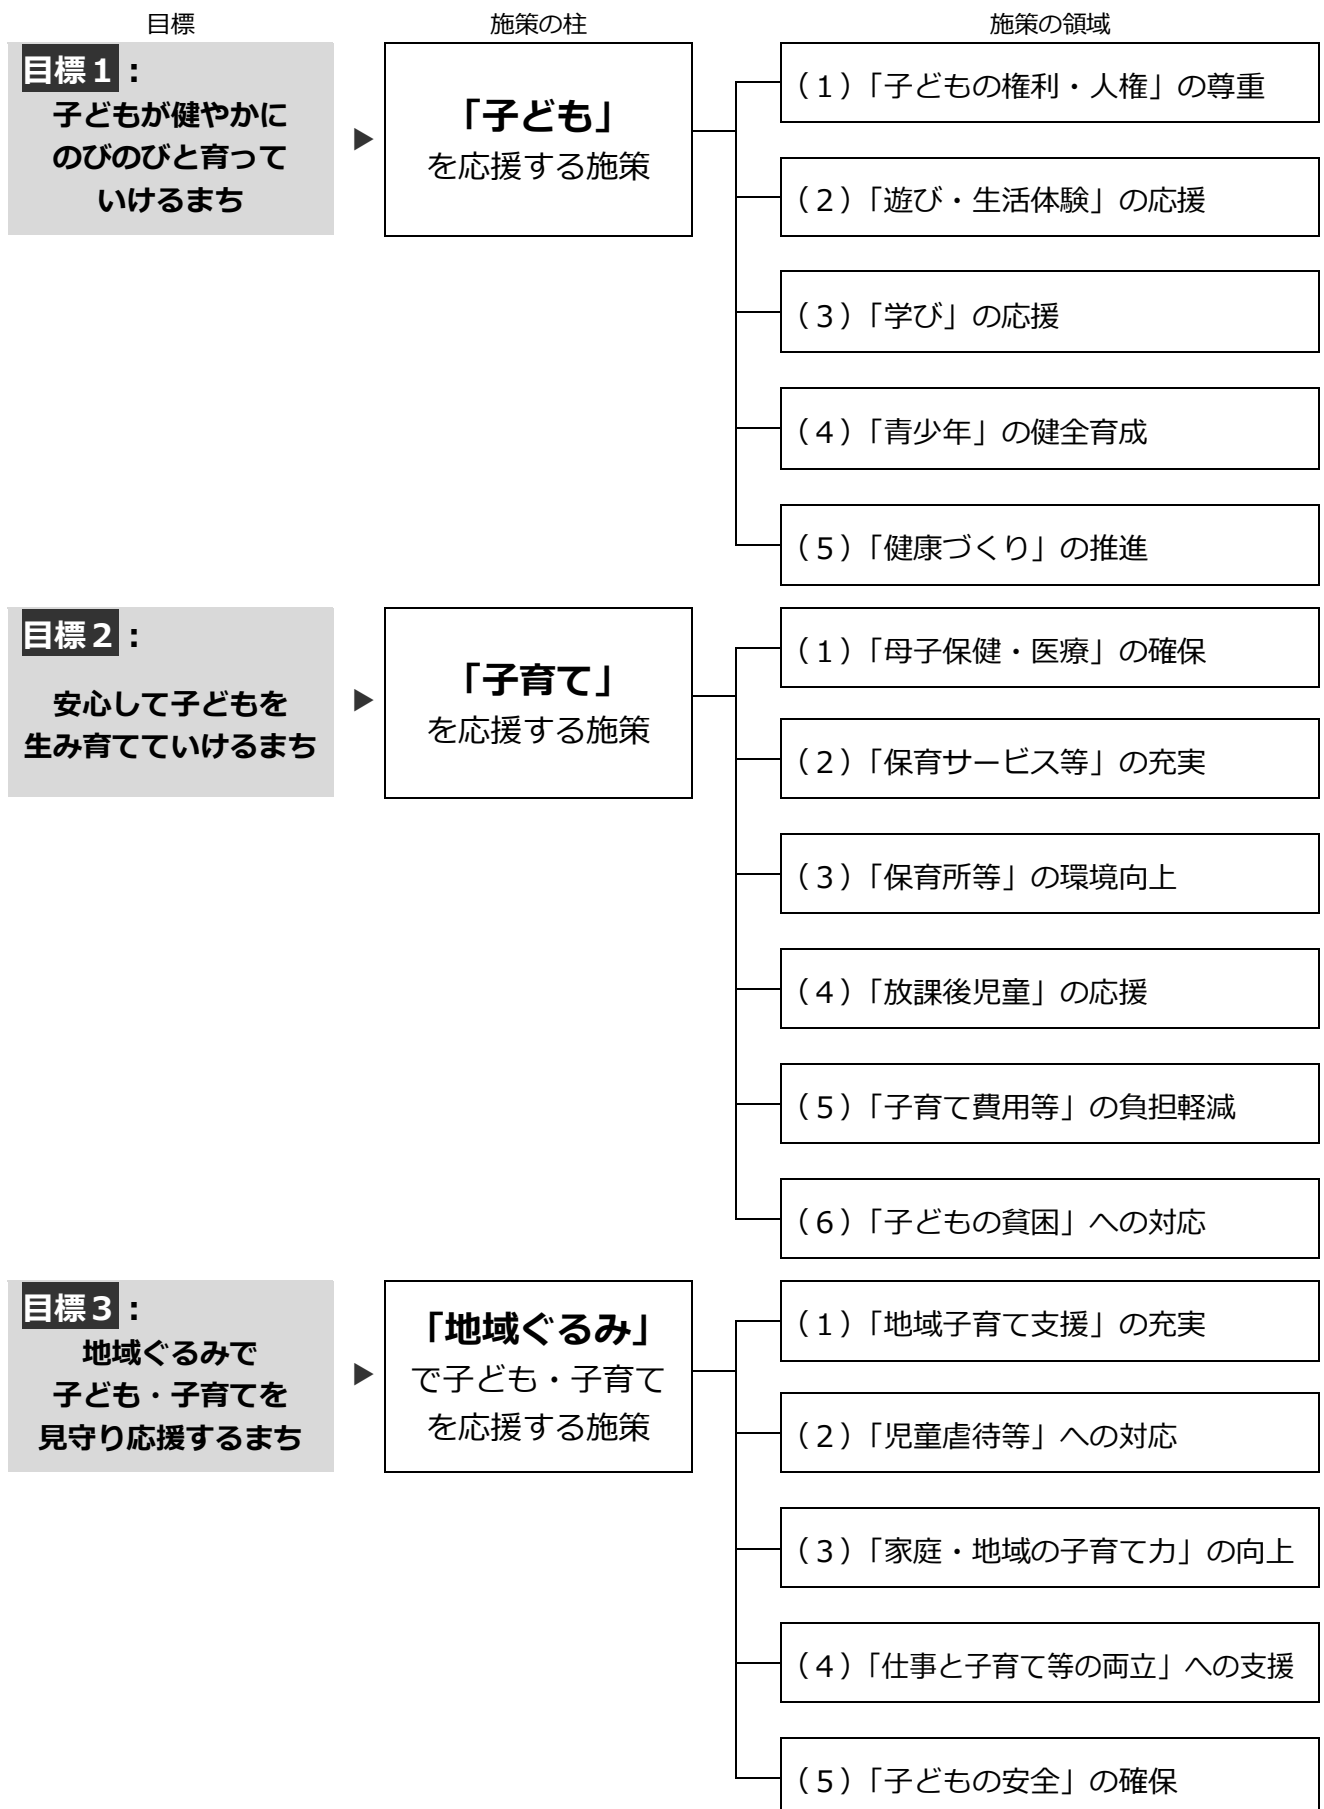 目標
施策の柱
施策の領域
目標1：
子どもが健やかに
のびのびと育って
いけるまち
▶
「子ども」
を応援する施策
（1）「子どもの権利・人権」の尊重
（2）「遊び・生活体験」の応援
（3）「学び」の応援
（4）「青少年」の健全育成
（5）「健康づくり」の推進
目標2：
安心して子どもを
生み育てていけるまち
▶
「子育て」
を応援する施策
（1）「母子保健・医療」の確保
（2）「保育サービス等」の充実
（3）「保育所等」の環境向上
（4）「放課後児童」の応援
（5）「子育て費用等」の負担軽減
（6）「子どもの貧困」への対応
目標3：
地域ぐるみで
子ども・子育てを
見守り応援するまち
▶
「地域ぐるみ」
で子ども・子育て
を応援する施策
（1）「地域子育て支援」の充実
（2）「児童虐待等」への対応
（3）「家庭・地域の子育て力」の向上
（4）「仕事と子育て等の両立」への支援
（5）「子どもの安全」の確保